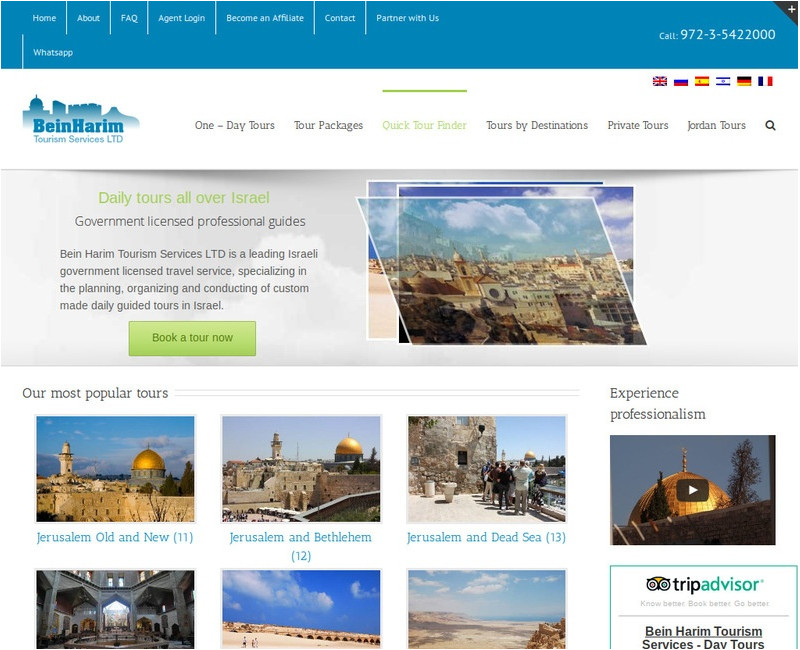 Home
About
FAQ
Agent Login
Become an Affiliate
Contact
Partner with Us
Whatsapp
Call: 972-3-5422000
+
BeinHarim
Tourism Services LTD
One – Day Tours
Tour Packages
Quick Tour Finder
Tours by Destinations
Private Tours
Jordan Tours
Daily tours all over Israel
Government licensed professional guides
Bein Harim Tourism Services LTD is a leading Israeli
government licensed travel service, specializing in
the planning, organizing and conducting of custom
made daily guided tours in Israel.
Book a tour now
Our most popular tours
Jerusalem Old and New (11)
Jerusalem and Bethlehem
(12)
Jerusalem and Dead Sea (13)
Experience
professionalism
tripadvisor®
Know better. Book better. Go better.
Bein Harim Tourism
Services - Day Tours